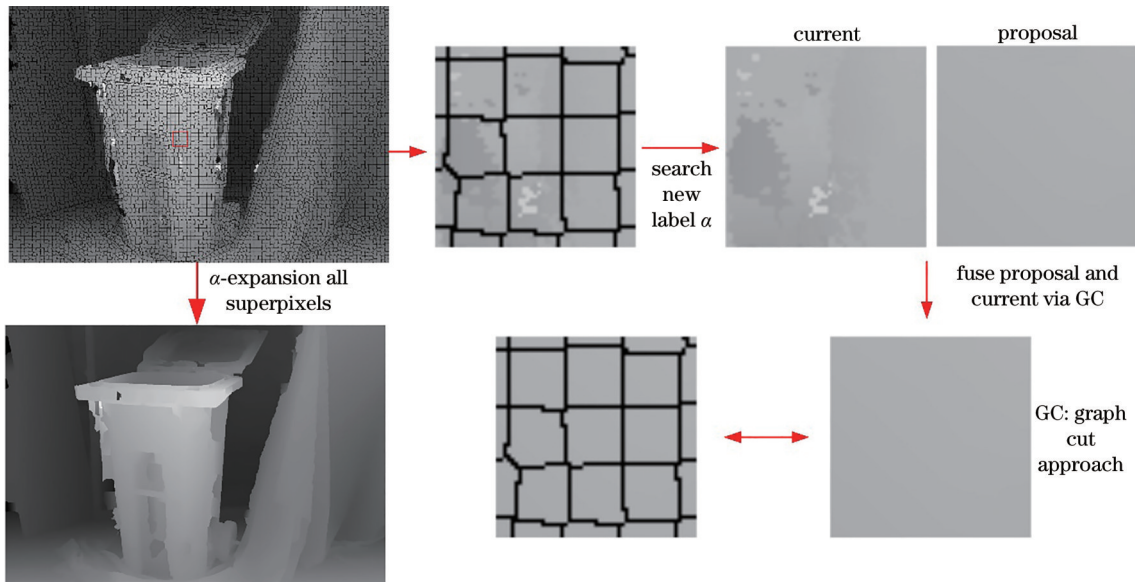 current
proposal
search
new
label α
α-expansion all
superpixels
fuse proposal and
current via GC
GC: graph
cut
approach